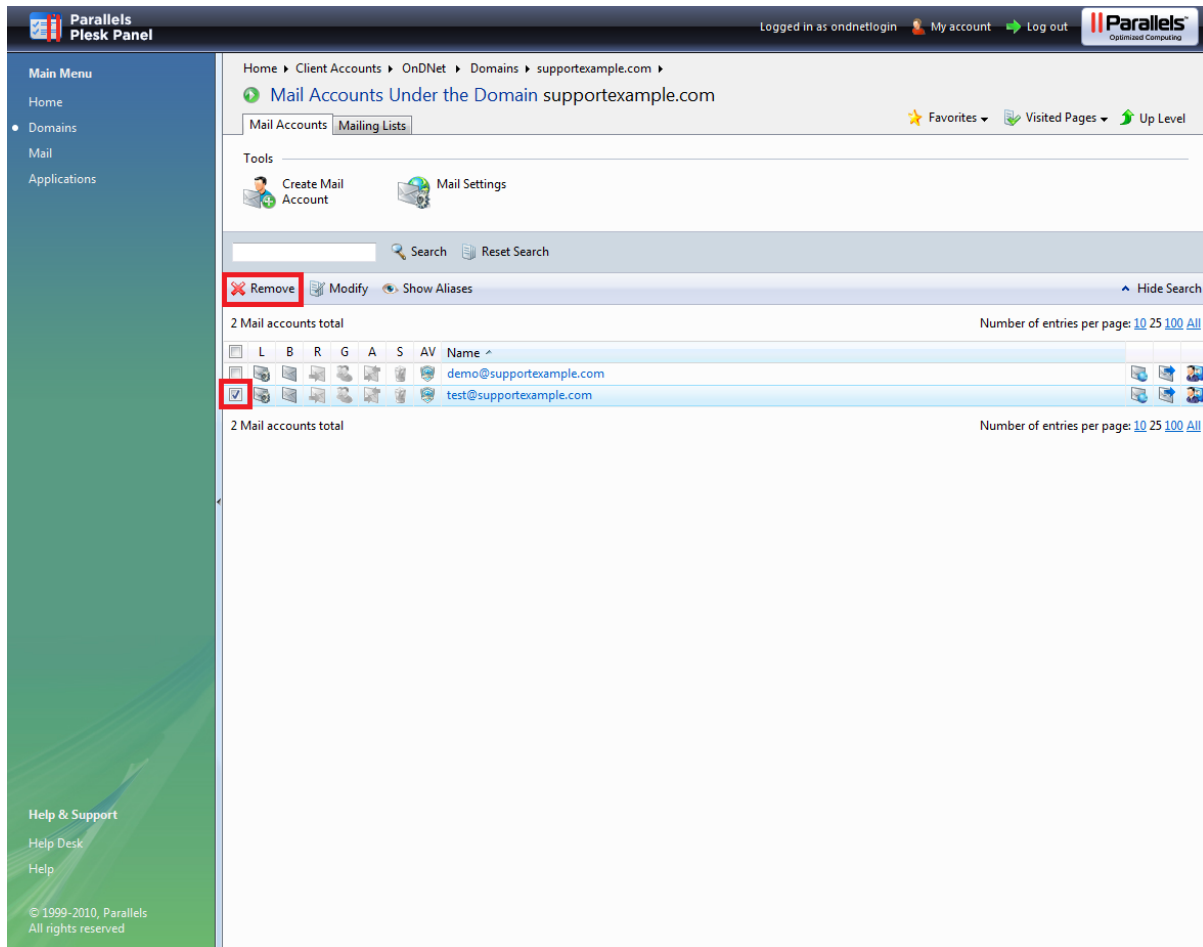 Parallels
Plesk Panel
Logged in as ondnetlogin My account Log out
Parallels™
Optimized Computing
Main Menu
Home
Domains
Mail
Applications
Help & Support
Help Desk
Help
© 1999-2010, Parallels
All rights reserved
Home Client Accounts OnDNet Domains supportexample.com
Mail Accounts Under the Domain supportexample.com
Mail Accounts Mailing Lists
Favorites Visited Pages Up Level
Tools
Create Mail Account
Mail Settings
Search Reset Search
Remove Modify Show Aliases Hide Search
2 Mail accounts total Number of entries per page: 10 25 100 All
L B R G A S AV Name
demo@supportexample.com
test@supportexample.com
2 Mail accounts total Number of entries per page: 10 25 100 All